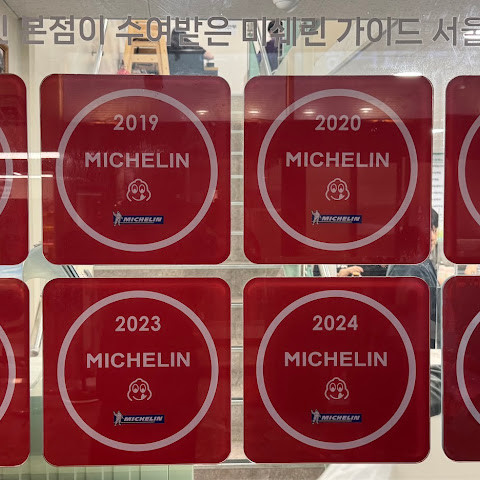 본점이 수여받은 미쉐린 가이드 서울
2019
MICHELIN
MICHELIN
2020
MICHELIN
MICHELIN
2023
MICHELIN
MICHELIN
2024
MICHELIN
MICHELIN